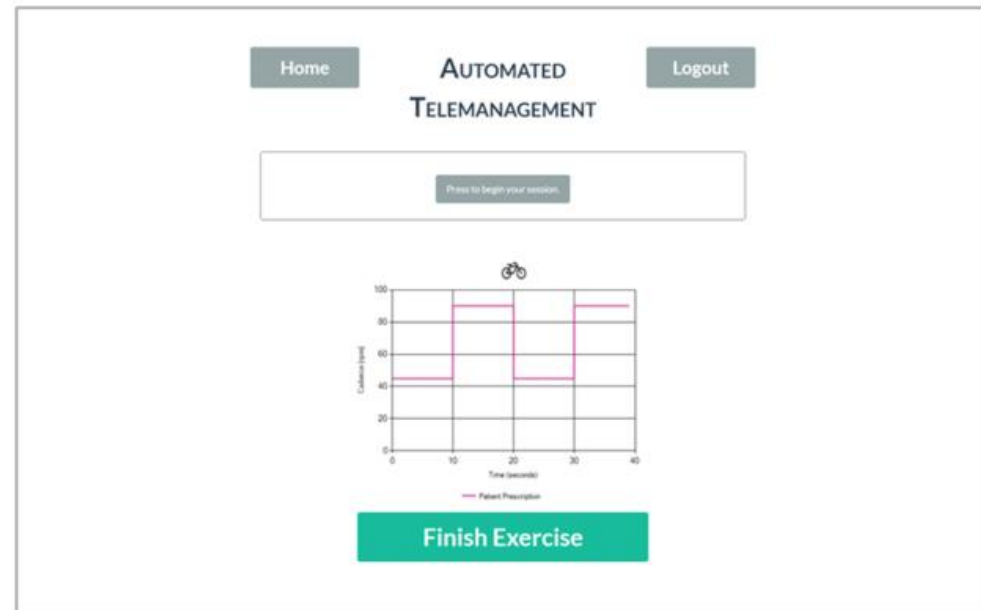 Home
AUTOMATED
TELEMANAGEMENT
Logout
Press to begin your session.
100
80
60
40
20
0
Cadence (rpm)
0 10 20 30 40
Time (seconds)
Patient Prescription
Finish Exercise